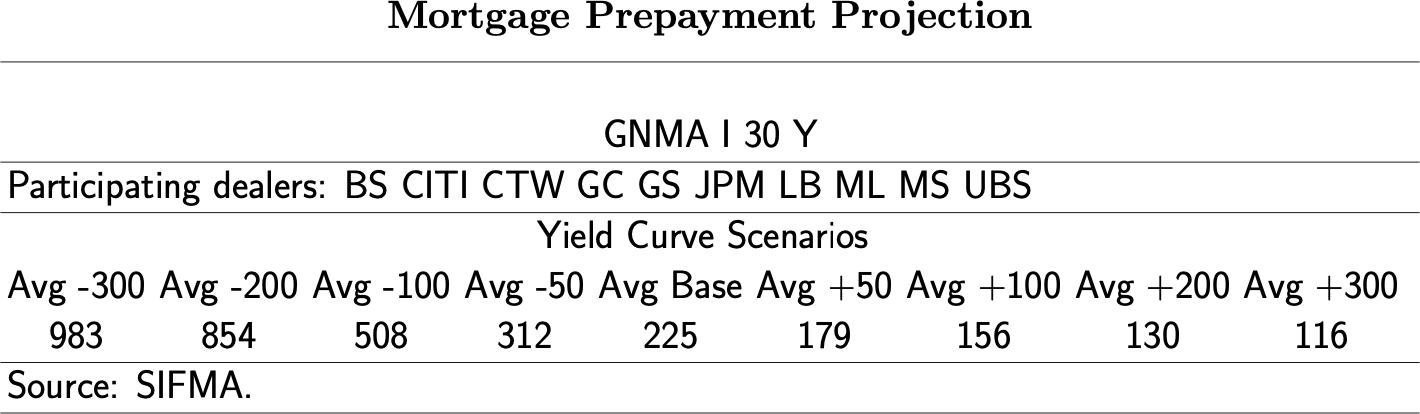 Mortgage Prepayment Projection
GNMA I 30 Y
Participating dealers: BS CITI CTW GC GS JPM LB ML MS UBS
Yield Curve Scenarios
Avg -300 Avg -200 Avg -100 Avg -50 Avg Base Avg +50 Avg +100 Avg +200 Avg +300
983 854 508 312 225 179 156 130 116
Source: SIFMA.